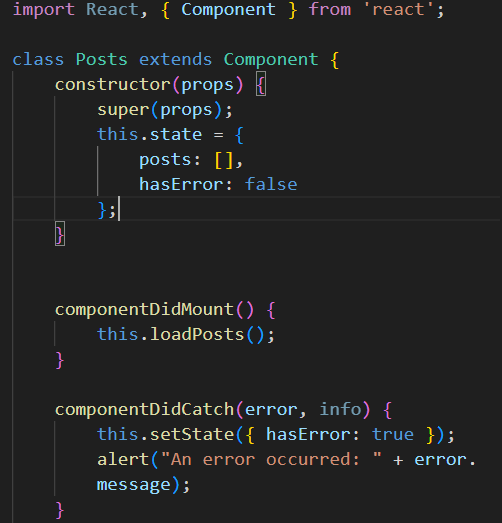 import React, { Component } from 'react';
class Posts extends Component {
constructor(props) {
super(props);
this.state = {
posts: [],
hasError: false
};
}
componentDidMount() {
this.loadPosts();
}
componentDidCatch(error, info) {
this.setState({ hasError: true });
alert("An error occurred: " + error.
message);
}